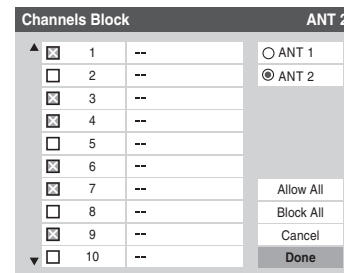 Channels Block ANT 2
1 -- ANT 1
2 -- ANT 2
3 --
4 --
5 --
6 --
7 -- Allow All
8 -- Block All
9 -- Cancel
10 -- Done